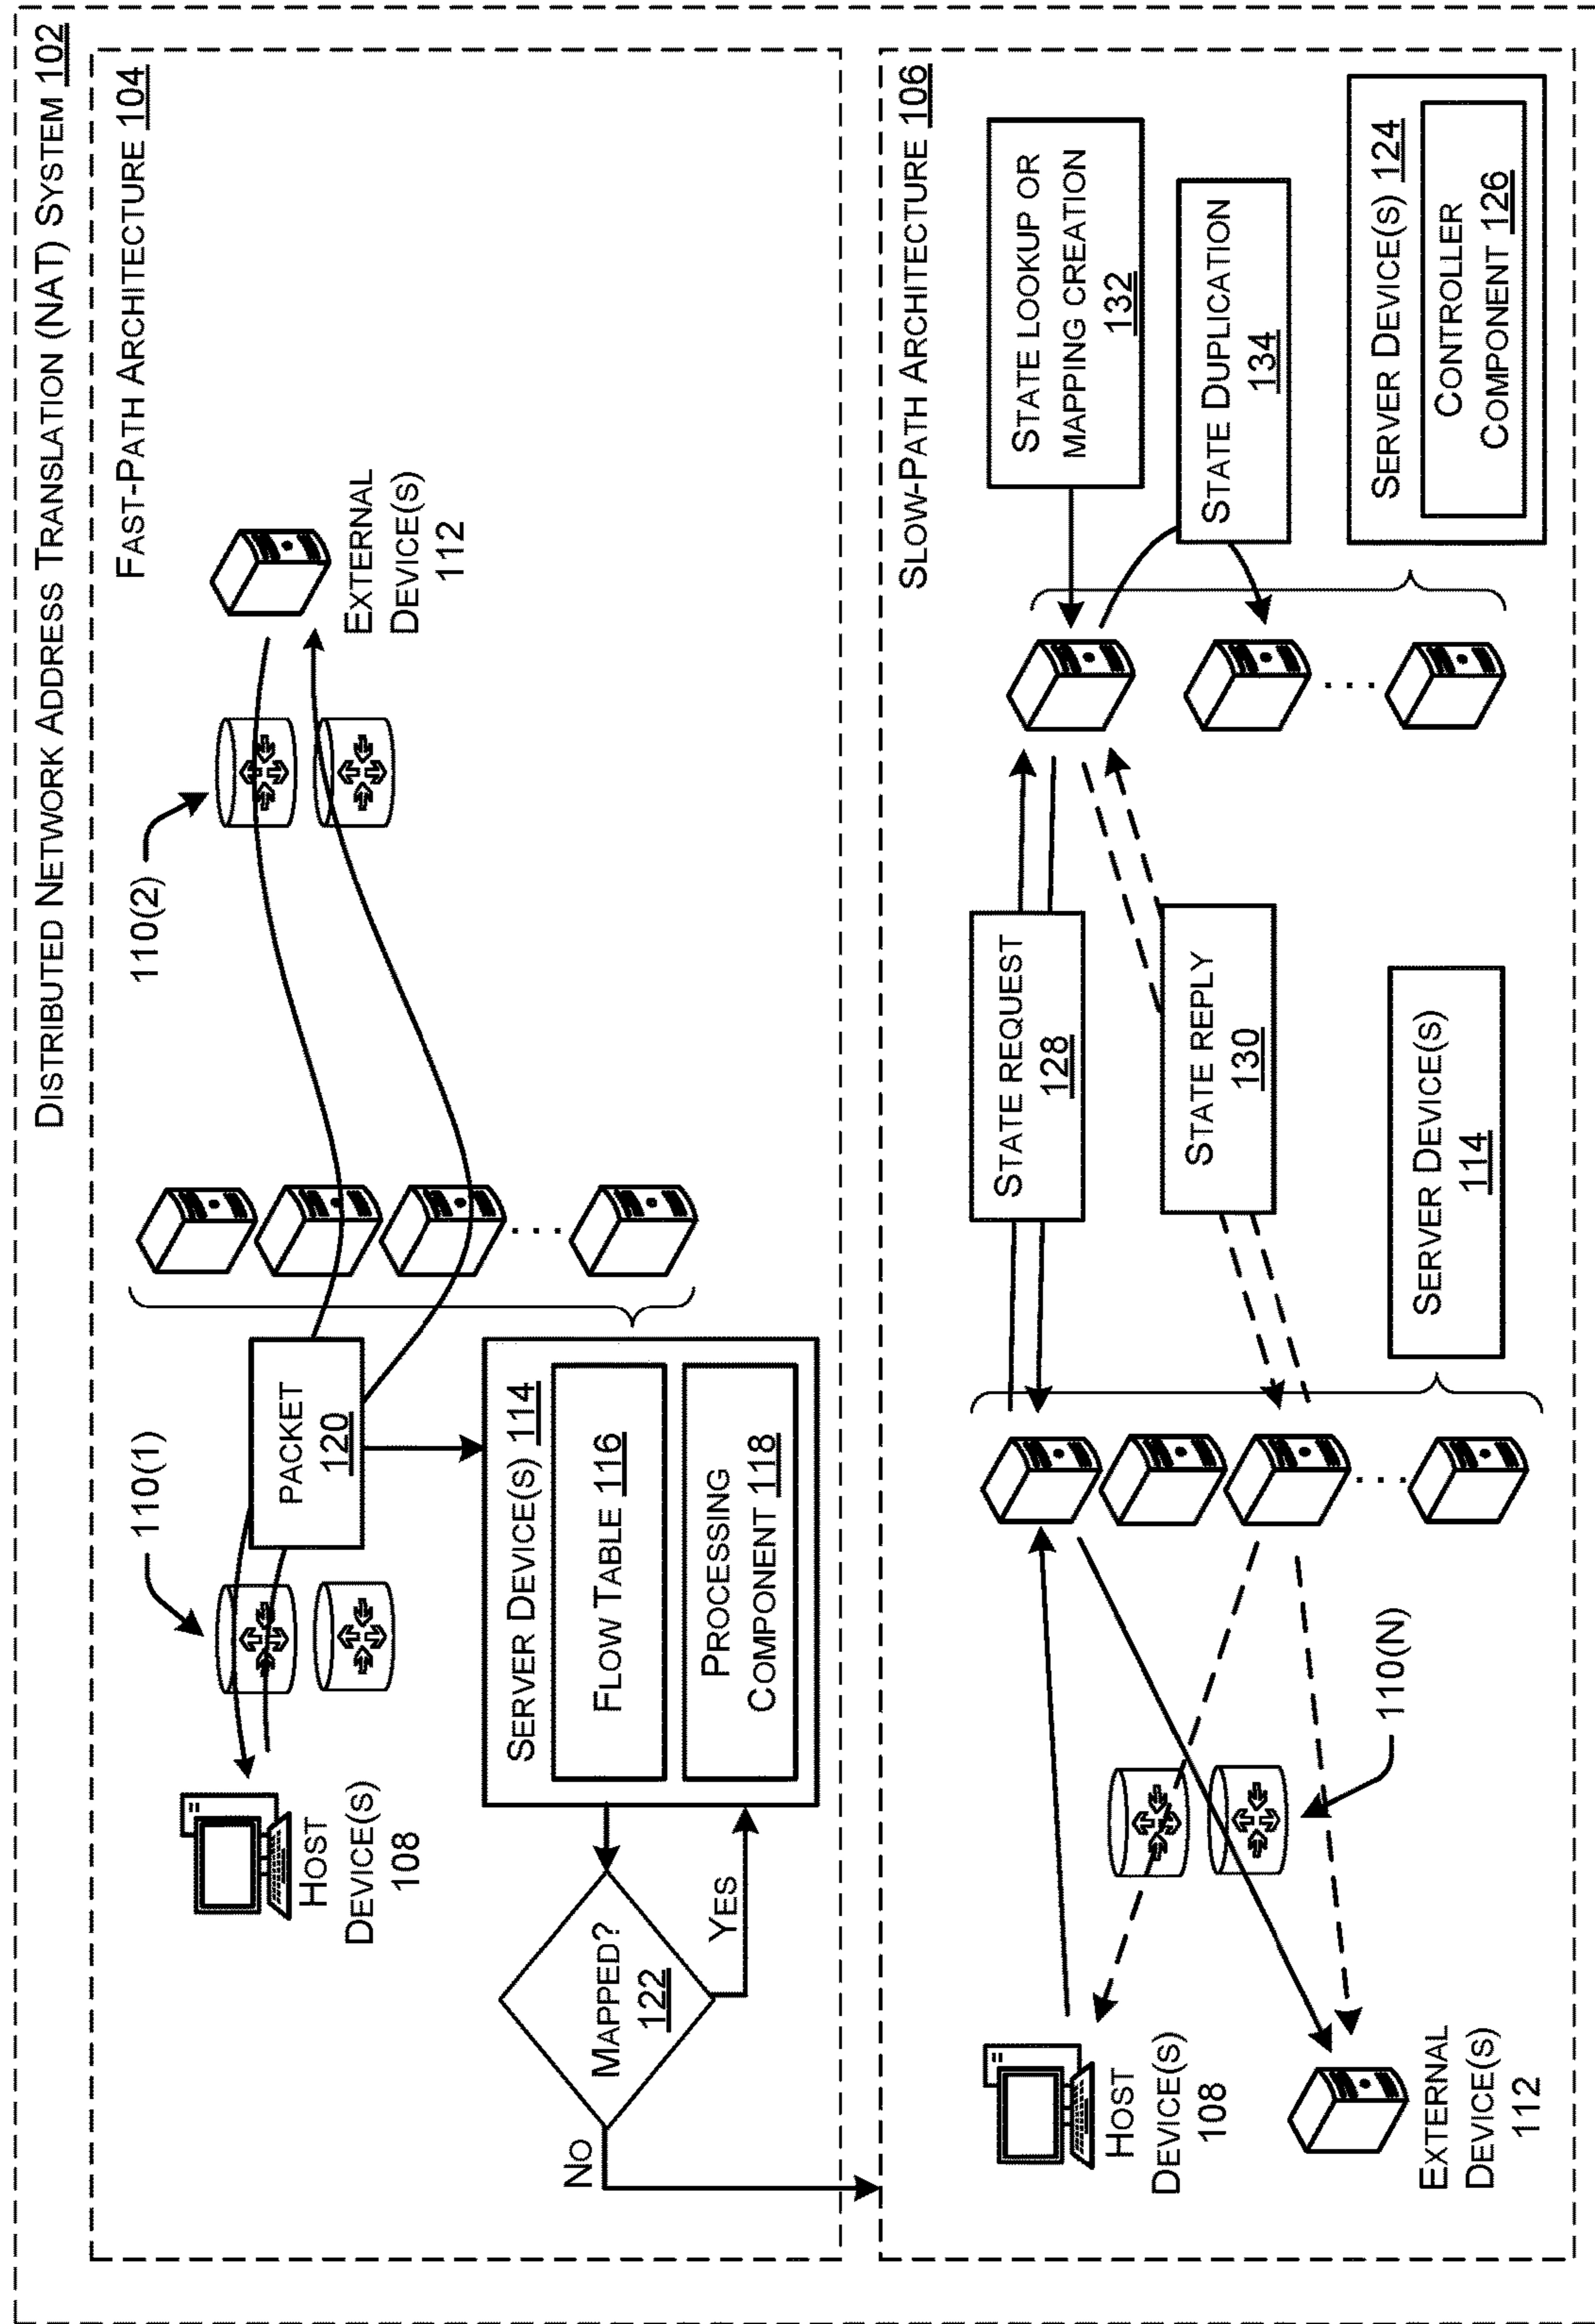 DISTRIBUTED NETWORK ADDRESS TRANSLATION (NAT) SYSTEM 102
FAST-PATH ARCHITECTURE 104
110(1)
110(2)
HOST
DEVICE(S)
108
PACKET
120
EXTERNAL
DEVICE(S)
112
MAPPED?
122
YES
NO
SERVER DEVICE(S) 114
FLOW TABLE 116
PROCESSING
COMPONENT 118
SLOW-PATH ARCHITECTURE 106
HOST
DEVICE(S)
108
EXTERNAL
DEVICE(S)
112
110(N)
STATE REQUEST
128
STATE REPLY
130
SERVER DEVICE(S)
114
STATE LOOKUP OR
MAPPING CREATION
132
STATE DUPLICATION
134
SERVER DEVICE(S) 124
CONTROLLER
COMPONENT 126